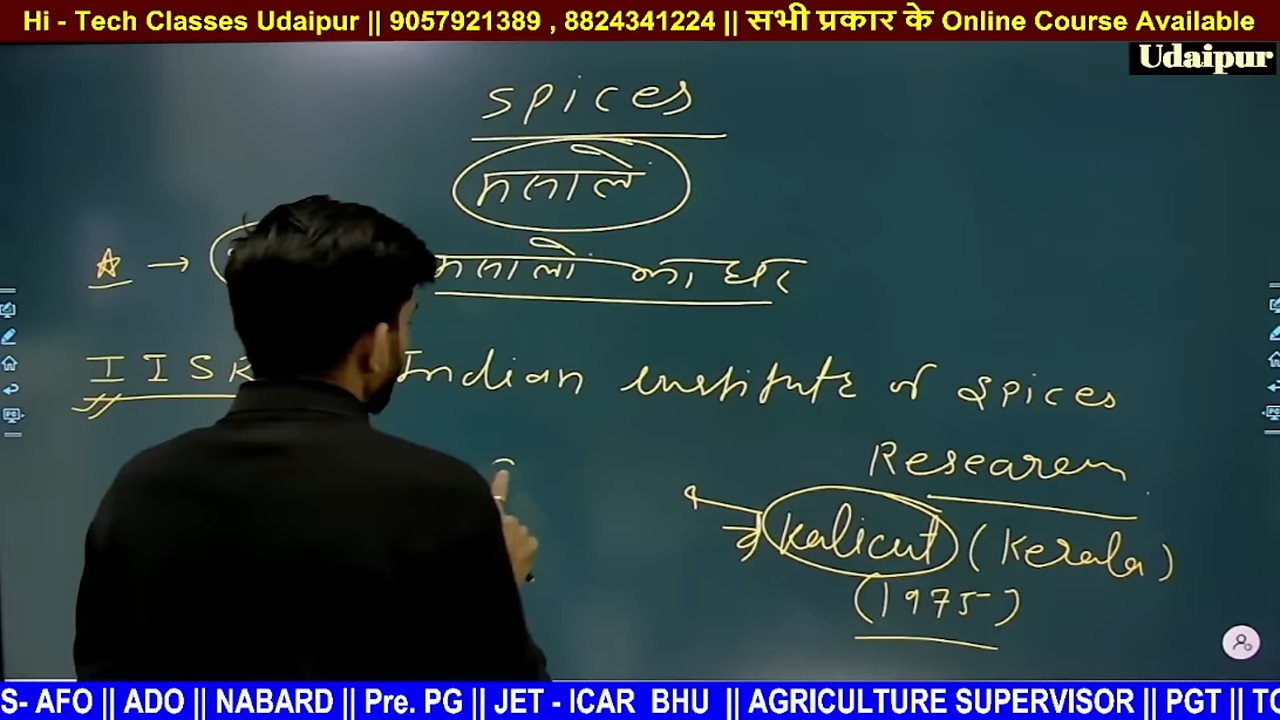 Hi - Tech Classes Udaipur || 9057921389 , 8824341224 || सभी प्रकार के Online Course Available
Udaipur
Spices
मसाले
मसालों का घर
IISR
Indian institute of Spices
Research
Kalicut (Kerala)
(1975)
S- AFO || ADO || NABARD || Pre. PG || JET - ICAR BHU || AGRICULTURE SUPERVISOR || PGT ||